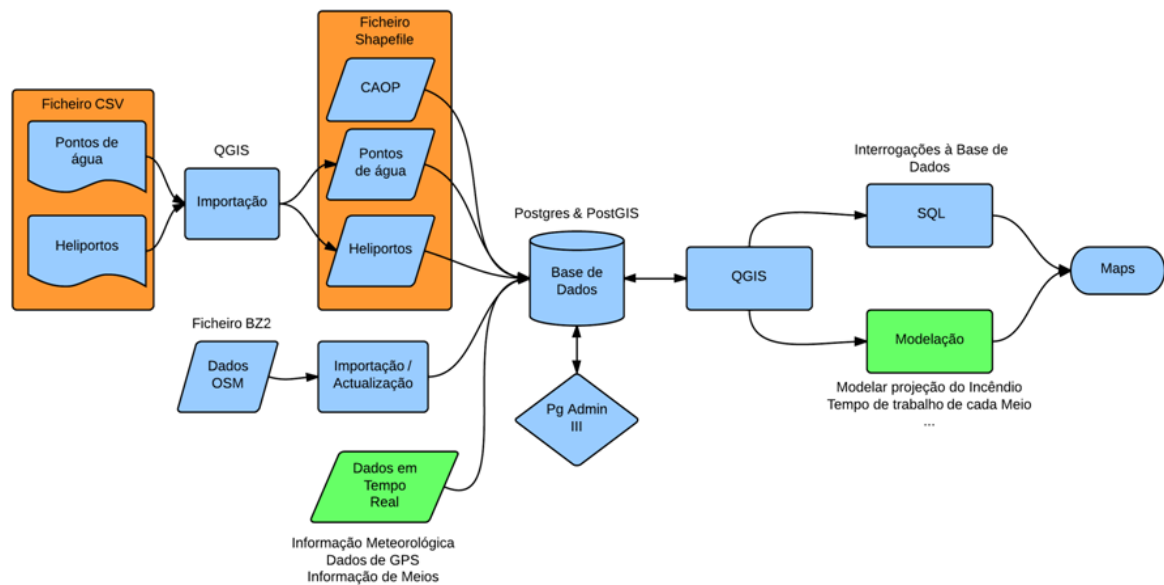 Ficheiro CSV
Pontos de
água
Heliportos
QGIS
Importação
Ficheiro
Shapefile
CAOP
Pontos
de água
Heliportos
Ficheiro BZ2
Dados
OSM
Importação /
Actualização
Dados em
Tempo
Real
Informação Meteorológica
Dados de GPS
Informação de Meios
Postgres & PostGIS
Base de
Dados
Pg Admin
III
QGIS
Interrogações à Base de
Dados
SQL
Modelação
Modelar projeção do Incêndio
Tempo de trabalho de cada Meio
...
Maps